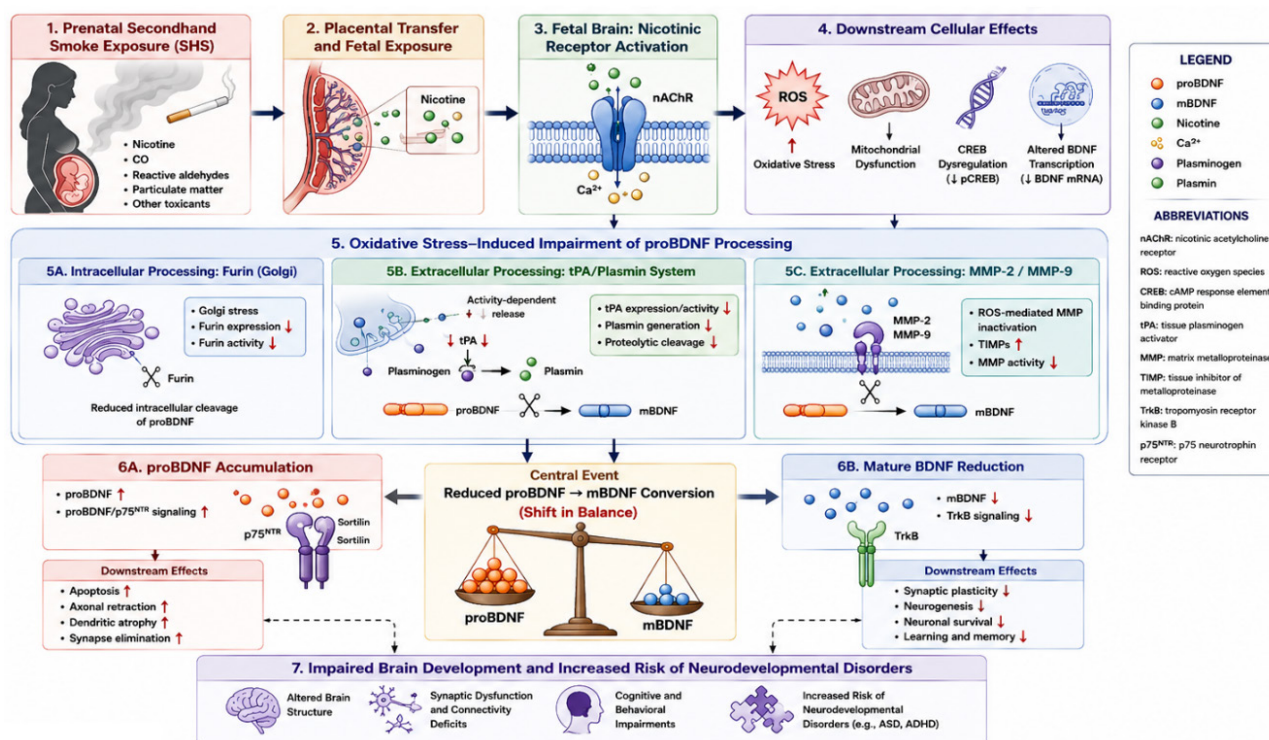 1. Prenatal Secondhand
Smoke Exposure (SHS)
• Nicotine
• CO
• Reactive aldehydes
• Particulate matter
• Other toxicants
2. Placental Transfer
and Fetal Exposure
Nicotine
3. Fetal Brain: Nicotinic
Receptor Activation
nAChR
Ca²⁺
4. Downstream Cellular Effects
ROS
↑
Oxidative Stress
Mitochondrial
Dysfunction
CREB
Dysregulation
(↓ pCREB)
Altered BDNF
Transcription
(↓ BDNF mRNA)
LEGEND
proBDNF
mBDNF
Nicotine
Ca²⁺
Plasminogen
Plasmin
ABBREVIATIONS
nAChR: nicotinic acetylcholine
receptor
ROS: reactive oxygen species
CREB: cAMP response element
binding protein
tPA: tissue plasminogen
activator
MMP: matrix metalloproteinase
TIMP: tissue inhibitor of
metalloproteinase
TrkB: tropomyosin receptor
kinase B
p75ᴺᵀᴿ: p75 neurotrophin
receptor
5. Oxidative Stress–Induced Impairment of proBDNF Processing
5A. Intracellular Processing: Furin (Golgi)
• Golgi stress
• Furin expression ↓
• Furin activity ↓
Furin
Reduced intracellular cleavage
of proBDNF
5B. Extracellular Processing: tPA/Plasmin System
Activity-dependent
release
↓ tPA ↓
Plasminogen
Plasmin
• tPA expression/activity ↓
• Plasmin generation ↓
• Proteolytic cleavage ↓
proBDNF
mBDNF
5C. Extracellular Processing: MMP-2 / MMP-9
MMP-2
MMP-9
• ROS-mediated MMP
inactivation
• TIMPs ↑
• MMP activity ↓
mBDNF
6A. proBDNF Accumulation
• proBDNF ↑
• proBDNF/p75ᴺᵀᴿ signaling ↑
p75ᴺᵀᴿ
Sortilin
Sortilin
Downstream Effects
• Apoptosis ↑
• Axonal retraction ↑
• Dendritic atrophy ↑
• Synapse elimination ↑
Central Event
Reduced proBDNF → mBDNF Conversion
(Shift in Balance)
proBDNF
mBDNF
6B. Mature BDNF Reduction
• mBDNF ↓
• TrkB signaling ↓
TrkB
Downstream Effects
• Synaptic plasticity ↓
• Neurogenesis ↓
• Neuronal survival ↓
• Learning and memory ↓
7. Impaired Brain Development and Increased Risk of Neurodevelopmental Disorders
Altered Brain
Structure
Synaptic Dysfunction
and Connectivity
Deficits
Cognitive and
Behavioral
Impairments
Increased Risk of
Neurodevelopmental
Disorders (e.g., ASD, ADHD)